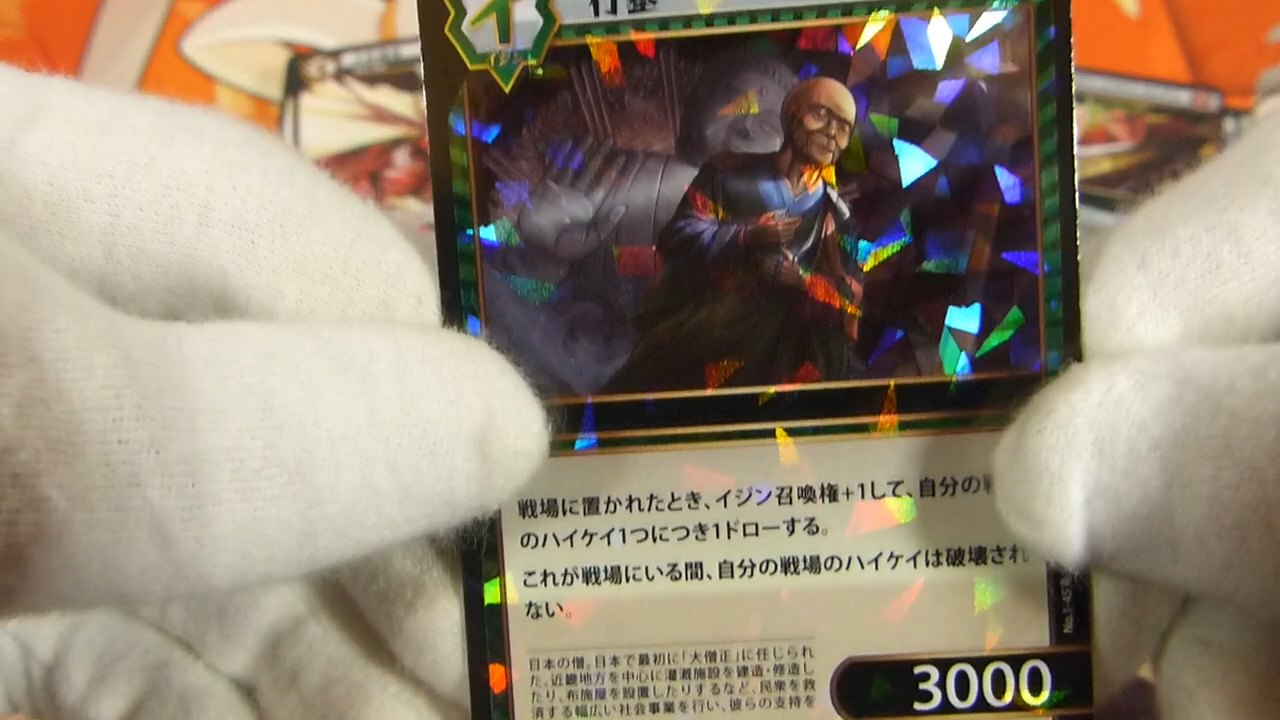 イ
行基
戦場に置かれたとき、イジン召喚権+1して、自分の戦
のハイケイ1つにつき1ドローする。
これが戦場にいる間、自分の戦場のハイケイは破壊され
ない。
日本の僧。日本で最初に「大僧正」に任じられ
た。近畿地方を中心に灌漑施設を建造・修造し
たり、布施屋を設置したりするなど、民衆を救
済する幅広い社会事業を行い、彼らの支持を
3000